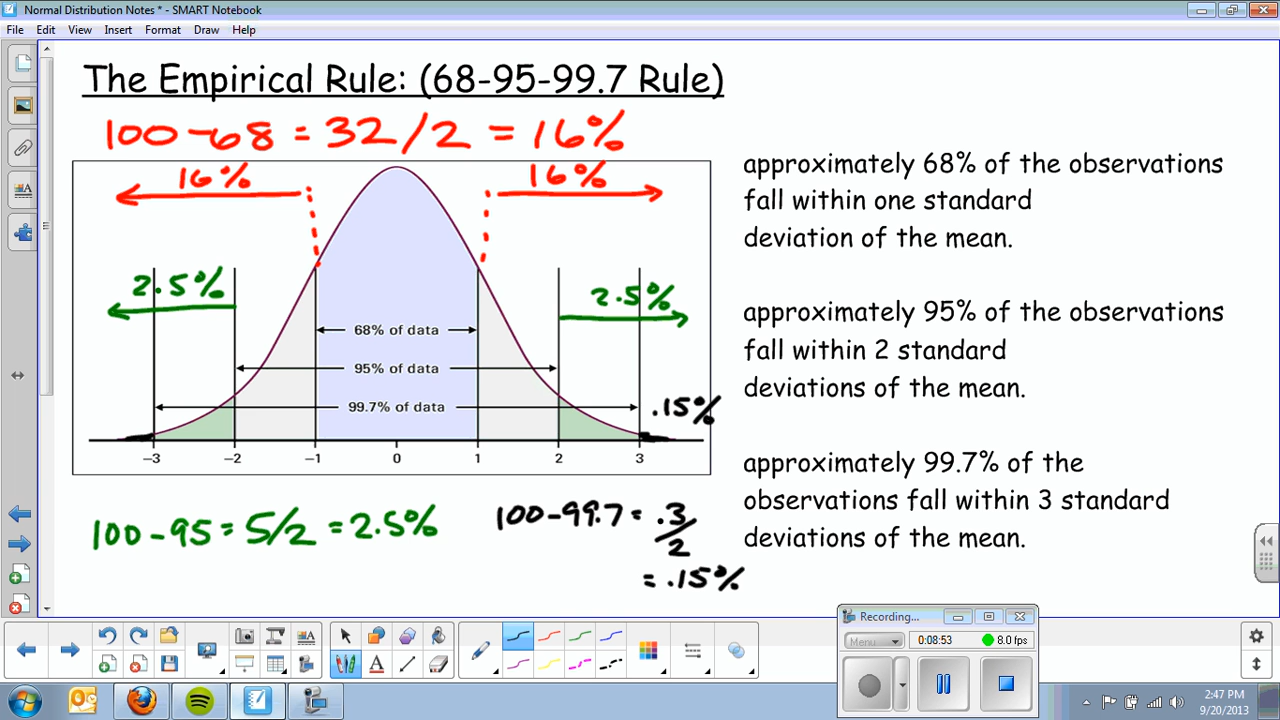 Normal Distribution Notes * - SMART Notebook
File Edit View Insert Format Draw Help
The Empirical Rule: (68-95-99.7 Rule)
100 - 68 = 32 / 2 = 16%
16% 16%
2.5% 2.5%
68% of data
95% of data
99.7% of data
.15%
-3 -2 -1 0 1 2 3
100 - 95 = 5/2 = 2.5%
100 - 99.7 = .3
/2
= .15%
approximately 68% of the observations
fall within one standard
deviation of the mean.
approximately 95% of the observations
fall within 2 standard
deviations of the mean.
approximately 99.7% of the
observations fall within 3 standard
deviations of the mean.
Recording...
Menu 0:08:53 8.0 fps
2:47 PM
9/20/2013